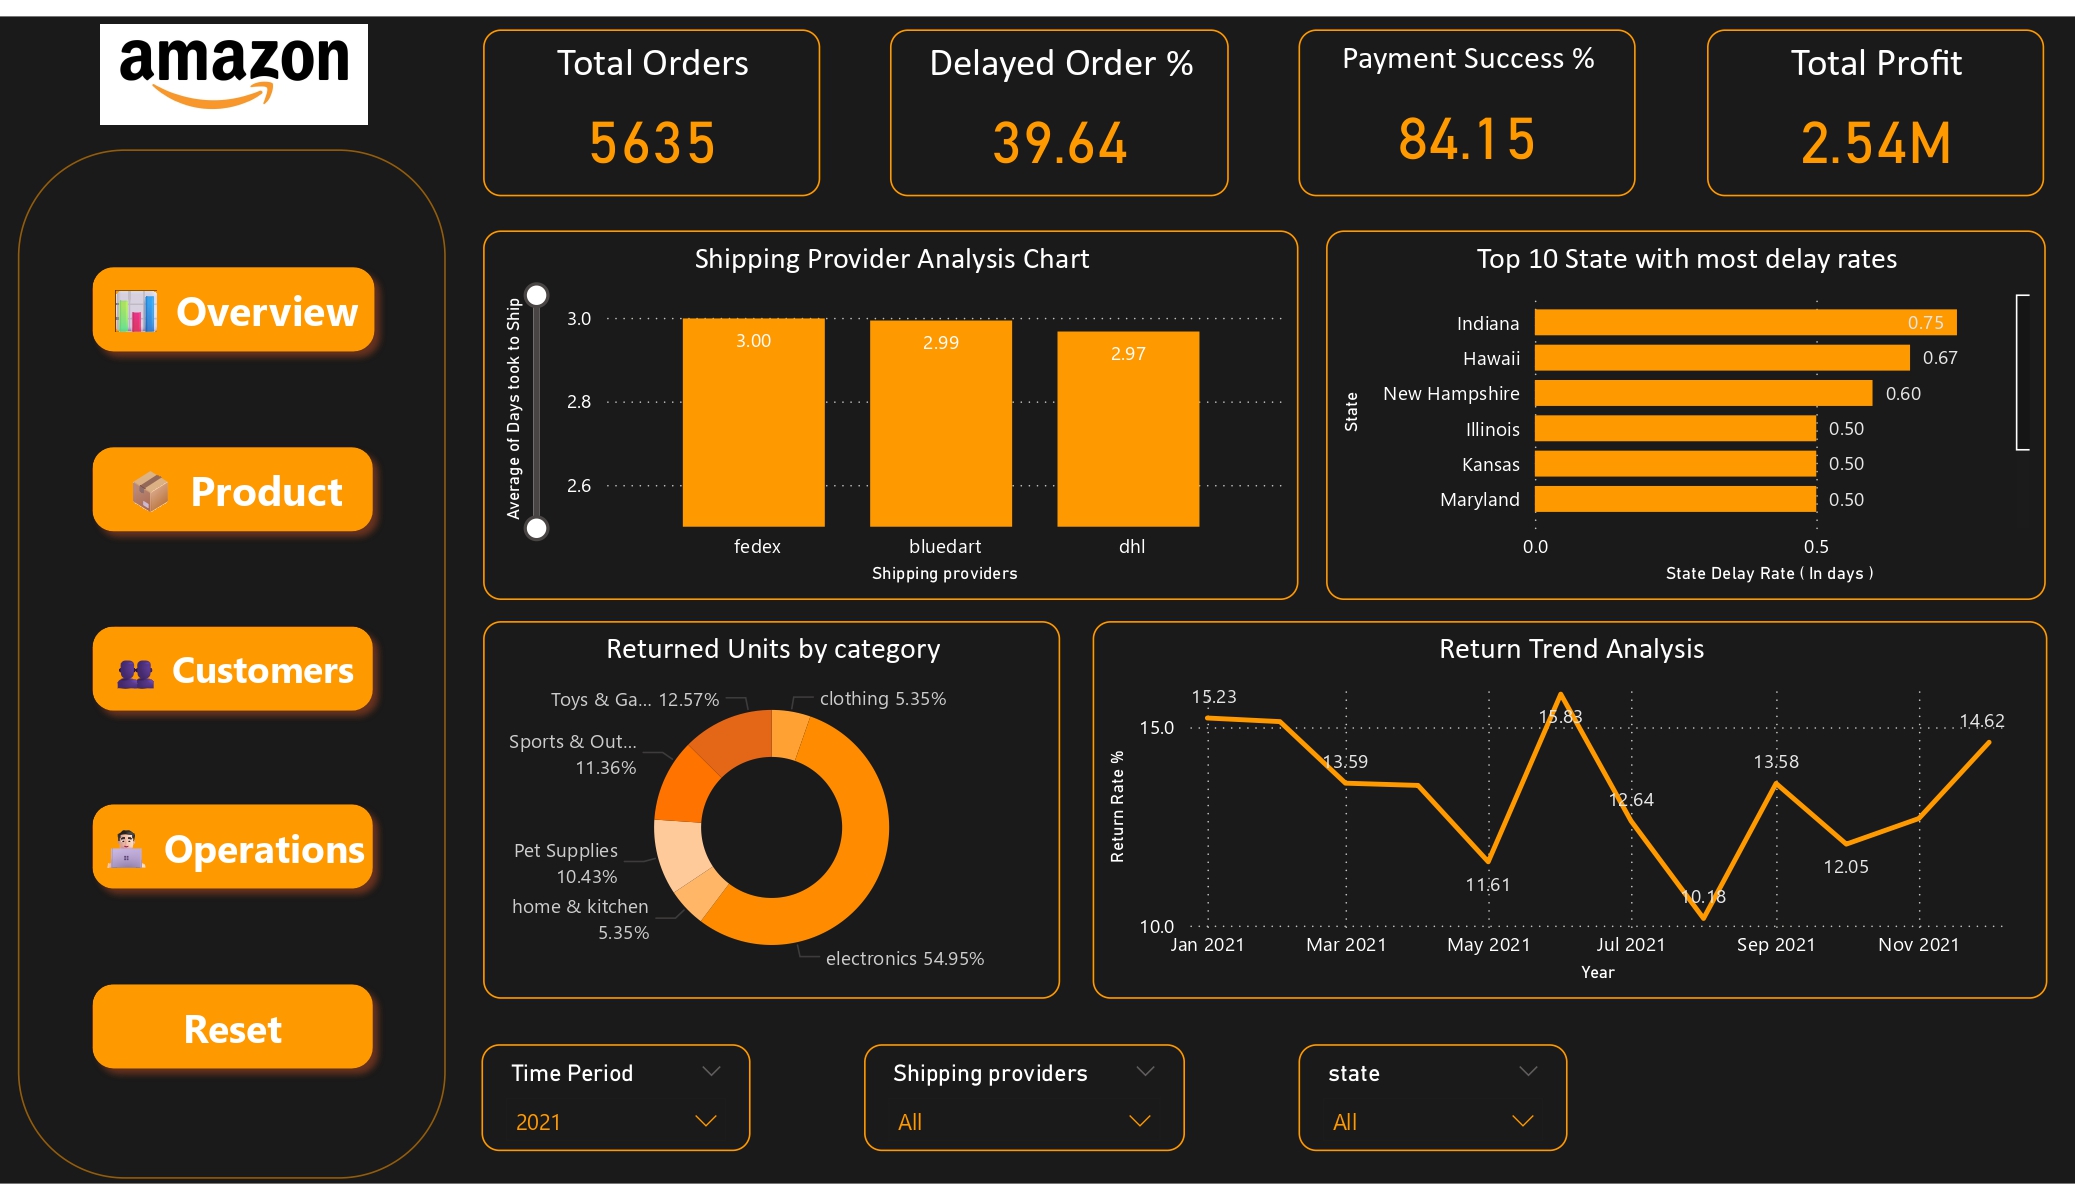 amazon
Overview
Product
Customers
Operations
Reset
Total Orders
5635
Delayed Order %
39.64
Payment Success %
84.15
Total Profit
2.54M
Shipping Provider Analysis Chart
Average of Days took to Ship
3.0
2.8
2.6
3.00
2.99
2.97
fedex
bluedart
dhl
Shipping providers
Top 10 State with most delay rates
State
Indiana
0.75
Hawaii
0.67
New Hampshire
0.60
Illinois
0.50
Kansas
0.50
Maryland
0.50
0.0
0.5
State Delay Rate ( In days )
Returned Units by category
Toys & Ga... 12.57%
clothing 5.35%
Sports & Out...
11.36%
Pet Supplies
10.43%
home & kitchen
5.35%
electronics 54.95%
Return Trend Analysis
Return Rate %
15.0
10.0
15.23
13.59
11.61
15.83
12.64
10.18
13.58
12.05
14.62
Jan 2021
Mar 2021
May 2021
Jul 2021
Sep 2021
Nov 2021
Year
Time Period
2021
Shipping providers
All
state
All